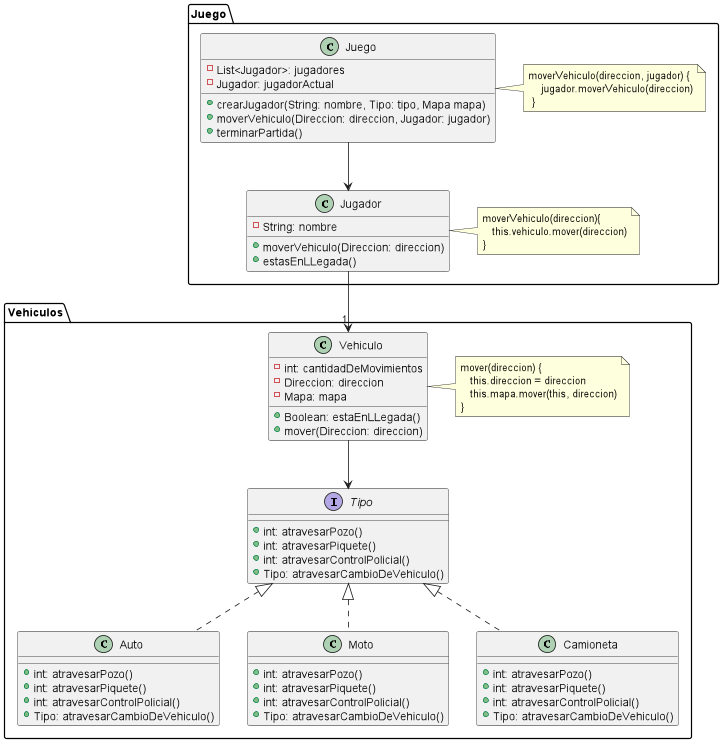 Juego
C Juego
List<Jugador>: jugadores
Jugador: jugadorActual
crearJugador(String: nombre, Tipo: tipo, Mapa mapa)
moverVehiculo(Direccion: direccion, Jugador: jugador)
terminarPartida()
moverVehiculo(direccion, jugador) {
jugador.moverVehiculo(direccion)
}
C Jugador
String: nombre
moverVehiculo(Direccion: direccion)
estasEnLLegada()
moverVehiculo(direccion){
this.vehiculo.mover(direccion)
}
1
Vehiculos
C Vehiculo
int: cantidadDeMovimientos
Direccion: direccion
Mapa: mapa
Boolean: estaEnLLegada()
mover(Direccion: direccion)
mover(direccion) {
this.direccion = direccion
this.mapa.mover(this, direccion)
}
I Tipo
int: atravesarPozo()
int: atravesarPiquete()
int: atravesarControlPolicial()
Tipo: atravesarCambioDeVehiculo()
C Auto
int: atravesarPozo()
int: atravesarPiquete()
int: atravesarControlPolicial()
Tipo: atravesarCambioDeVehiculo()
C Moto
int: atravesarPozo()
int: atravesarPiquete()
int: atravesarControlPolicial()
Tipo: atravesarCambioDeVehiculo()
C Camioneta
int: atravesarPozo()
int: atravesarPiquete()
int: atravesarControlPolicial()
Tipo: atravesarCambioDeVehiculo()